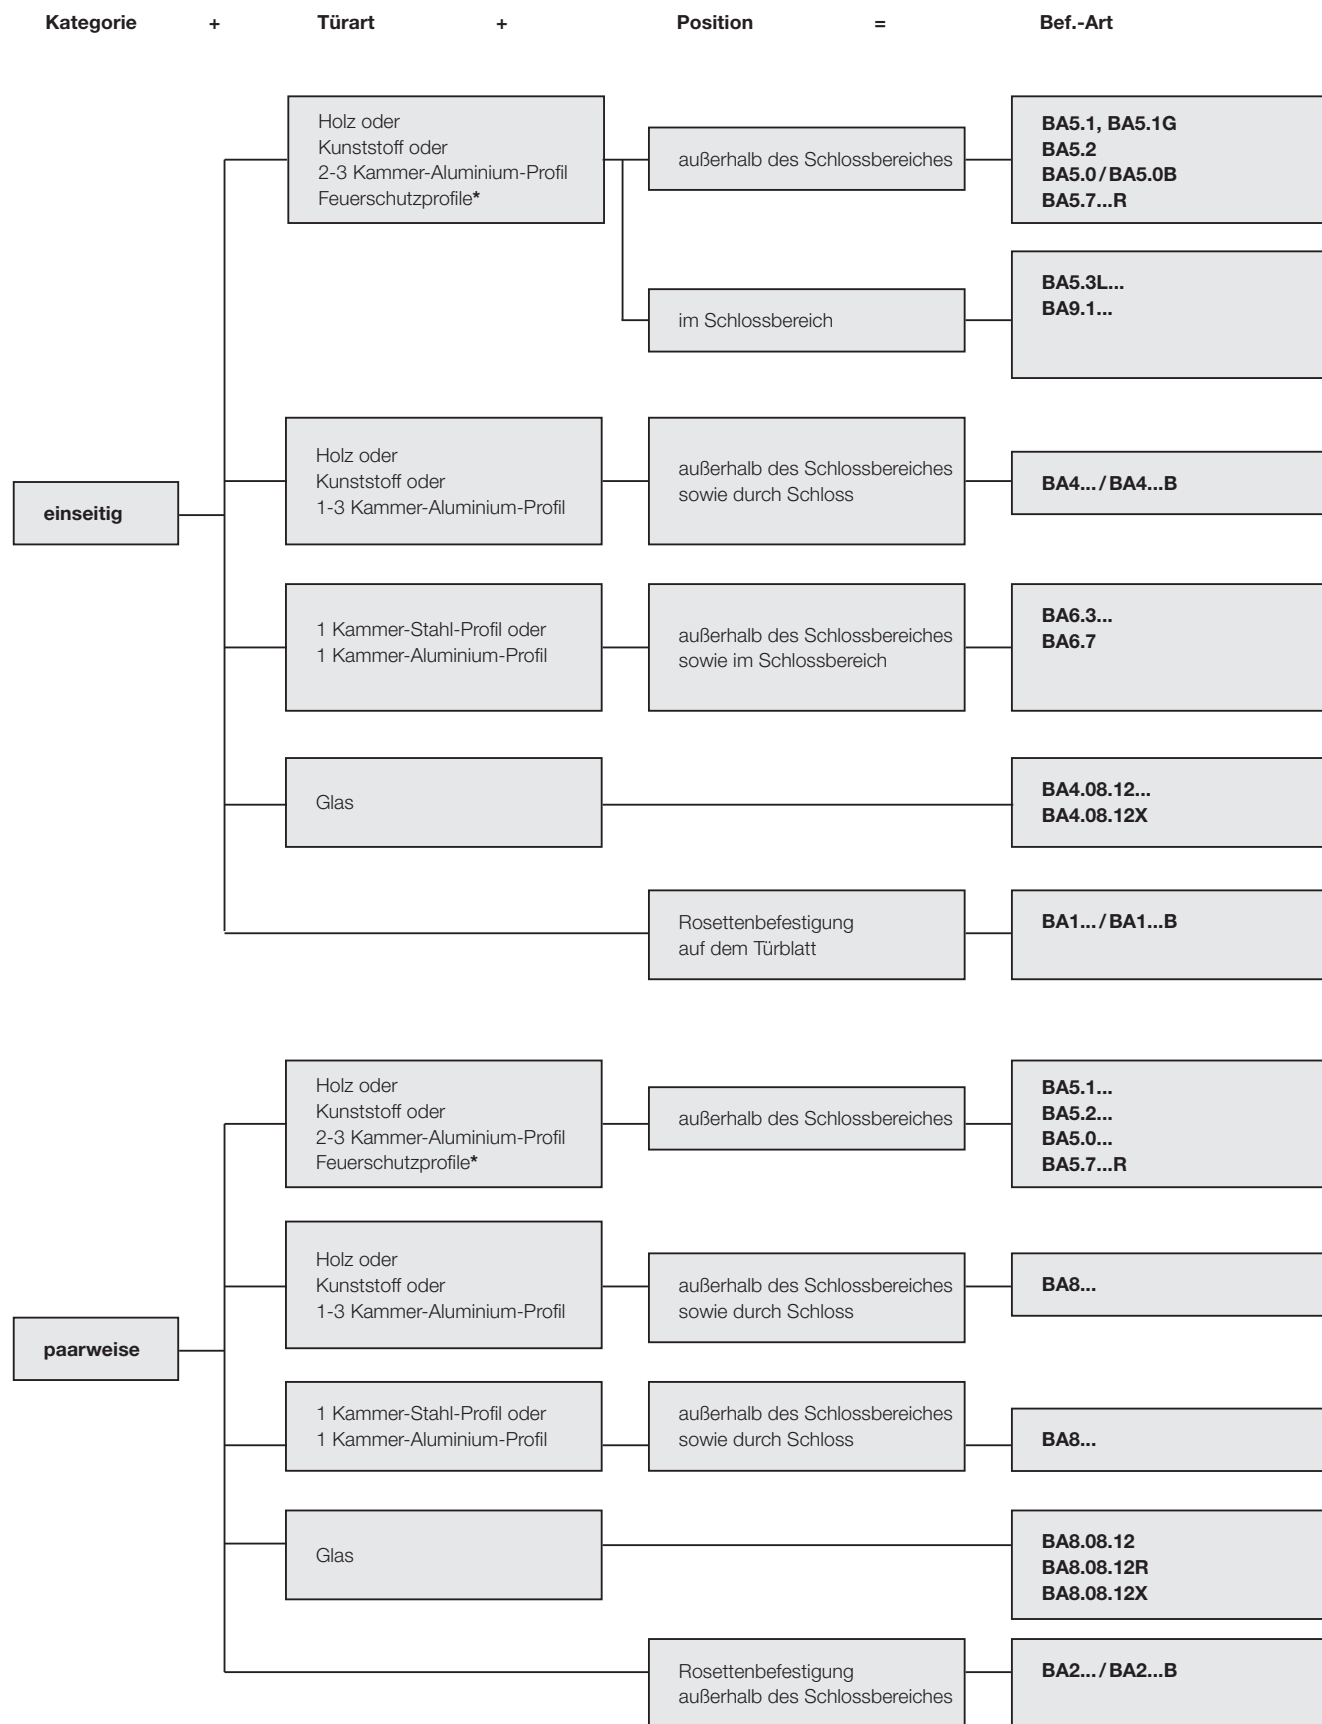 Kategorie + Türart + Position = Bef.-Art
Holz oder
Kunststoff oder
2-3 Kammer-Aluminium-Profil
Feuerschutzprofile*
außerhalb des Schlossbereiches
BA5.1, BA5.1G
BA5.2
BA5.0 / BA5.0B
BA5.7...R
im Schlossbereich
BA5.3L...
BA9.1...
einseitig
Holz oder
Kunststoff oder
1-3 Kammer-Aluminium-Profil
außerhalb des Schlossbereiches
sowie durch Schloss
BA4... / BA4...B
1 Kammer-Stahl-Profil oder
1 Kammer-Aluminium-Profil
außerhalb des Schlossbereiches
sowie im Schlossbereich
BA6.3...
BA6.7
Glas
BA4.08.12...
BA4.08.12X
Rosettenbefestigung
auf dem Türblatt
BA1... / BA1...B
Holz oder
Kunststoff oder
2-3 Kammer-Aluminium-Profil
Feuerschutzprofile*
außerhalb des Schlossbereiches
BA5.1...
BA5.2...
BA5.0...
BA5.7...R
Holz oder
Kunststoff oder
1-3 Kammer-Aluminium-Profil
außerhalb des Schlossbereiches
sowie durch Schloss
BA8...
paarweise
1 Kammer-Stahl-Profil oder
1 Kammer-Aluminium-Profil
außerhalb des Schlossbereiches
sowie durch Schloss
BA8...
Glas
BA8.08.12
BA8.08.12R
BA8.08.12X
Rosettenbefestigung
außerhalb des Schlossbereiches
BA2... / BA2...B